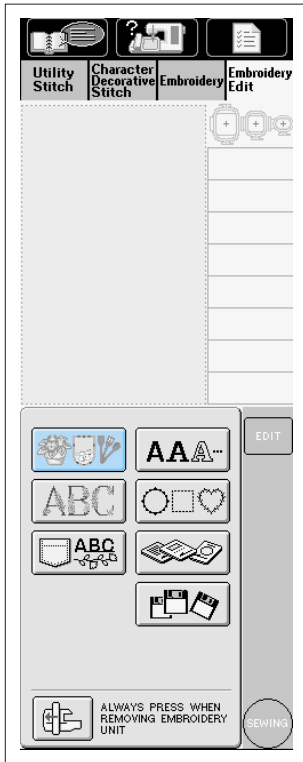 Utility
Stitch
Character
Decorative
Stitch
Embroidery
Embroidery
Edit
EDIT
AAA
ABC
ABC
ALWAYS PRESS WHEN
REMOVING EMBROIDERY
UNIT
SEWING